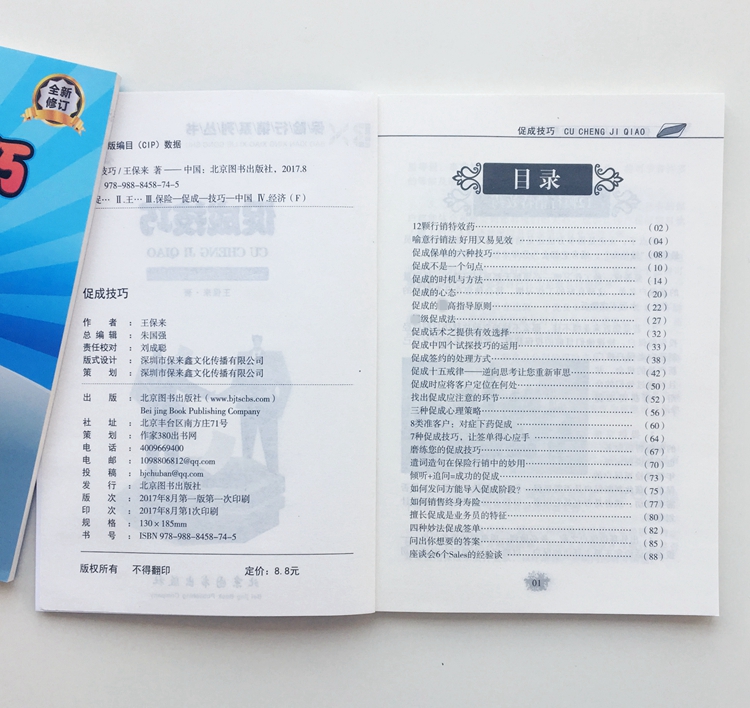 全新
修订
巧
版编目（CIP）数据
技巧/王保来 著——中国：北京图书出版社，2017.8
978-988-8458-74-5
Ⅱ.王… Ⅲ.保险—促成—技巧—中国 Ⅳ.经济（F）
促成技巧
作 者 ： 王保来
总 编 辑 ： 朱国强
责任校对 ： 刘成聪
版式设计 ： 深圳市保来鑫文化传播有限公司
策 划 ： 深圳市保来鑫文化传播有限公司
出 版 ： 北京图书出版社（www.bjtscbs.com）
Bei jing Book Publishing Company
社 址 ： 北京丰台区南方庄71号
策 划 ： 作家380出书网
电 话 ： 4009669400
电 邮 ： 1098806812@qq.com
投 稿 ： bjchuban@qq.com
发 行 ： 北京图书出版社
版 次 ： 2017年8月第一版第一次印刷
印 次 ： 2017年8月第1次印刷
规 格 ： 130×185mm
书 号 ： ISBN 978-988-8458-74-5
版权所有 不得翻印 定价：8.8元
促成技巧 CU CHENG JI QIAO
目录
12颗行销特效药（02）
喻意行销法 好用又易见效（04）
促成保单的六种技巧（08）
促成不是一个句点（10）
促成的时机与方法（14）
促成的心态（20）
促成的 高指导原则（22）
级促成法（27）
促成话术之提供有效选择（32）
促成中四个试探技巧的运用（33）
促成签约的处理方式（38）
促成十五戒律——逆向思考让您重新审思（42）
促成时应将客户定位在何处（50）
找出促成应注意的环节（52）
三种促成心理策略（56）
8类准客户：对症下药促成（60）
7种促成技巧，让签单得心应手（64）
磨练您的促成技巧（67）
遣词造句在保险行销中的妙用（70）
倾听+追问=成功的促成（73）
如何发问方能导入促成阶段？（75）
如何销售终身寿险（77）
擅长促成是业务员的特征（80）
四种妙法促成签单（82）
问出你想要的答案（85）
座谈会6个Sales的经验谈（88）
01